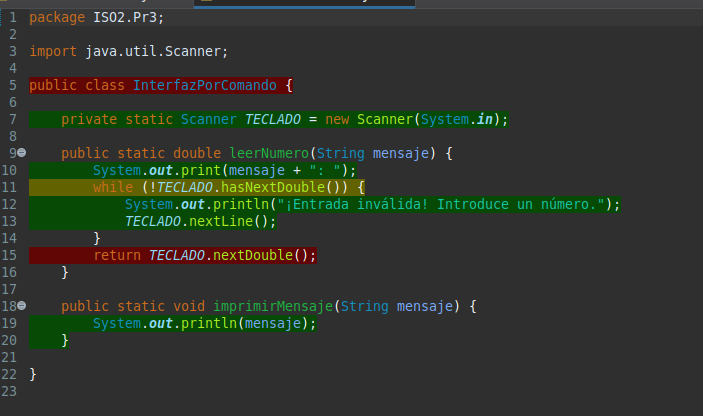 1 package ISO2.Pr3;
2
3 import java.util.Scanner;
4
5 public class InterfazPorComando {
6
7 private static Scanner TECLADO = new Scanner(System.in);
8
9 public static double leerNumero(String mensaje) {
10 System.out.print(mensaje + ": ");
11 while (!TECLADO.hasNextDouble()) {
12 System.out.println("¡Entrada inválida! Introduce un número.");
13 TECLADO.nextLine();
14 }
15 return TECLADO.nextDouble();
16 }
17
18 public static void imprimirMensaje(String mensaje) {
19 System.out.println(mensaje);
20 }
21
22 }
23